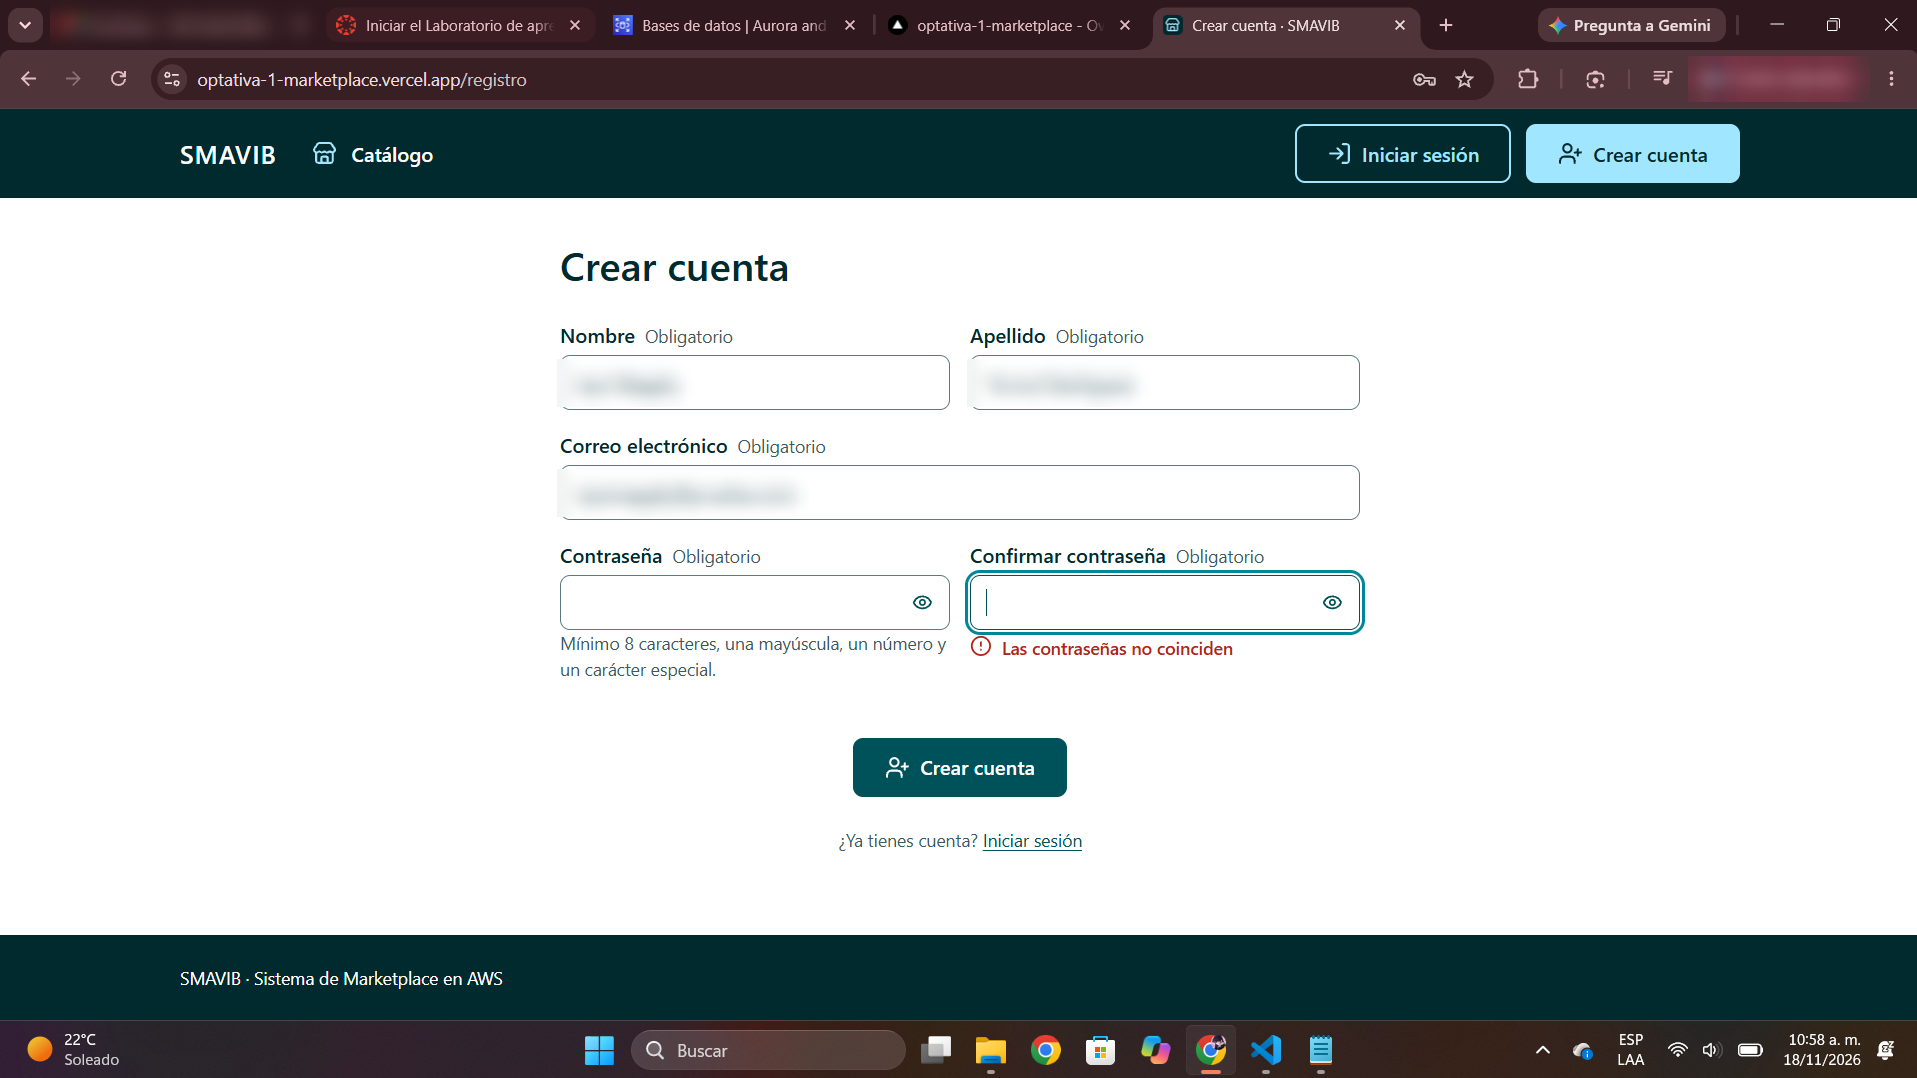 Iniciar el Laboratorio de apre
Bases de datos | Aurora and
optativa-1-marketplace - Ov
Crear cuenta · SMAVIB
Pregunta a Gemini
optativa-1-marketplace.vercel.app/registro
SMAVIB
Catálogo
Iniciar sesión
Crear cuenta
Crear cuenta
Nombre Obligatorio
Apellido Obligatorio
Correo electrónico Obligatorio
Contraseña Obligatorio
Confirmar contraseña Obligatorio
Mínimo 8 caracteres, una mayúscula, un número y
un carácter especial.
Las contraseñas no coinciden
Crear cuenta
¿Ya tienes cuenta? Iniciar sesión
SMAVIB · Sistema de Marketplace en AWS
22°C
Soleado
Buscar
ESP
LAA
10:58 a. m.
18/11/2026